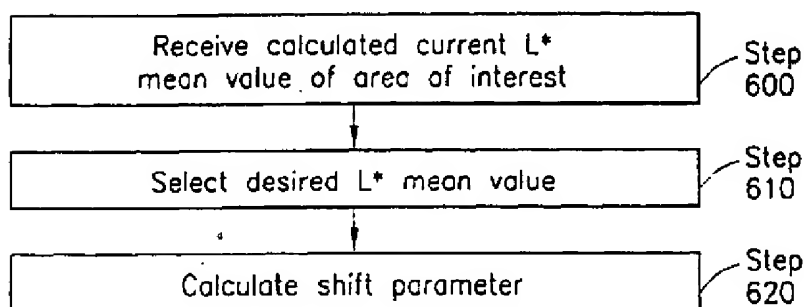 Receive calculated current L*
mean value of area of interest
Step
600
Select desired L* mean value
Step
610
Calculate shift parameter
Step
620